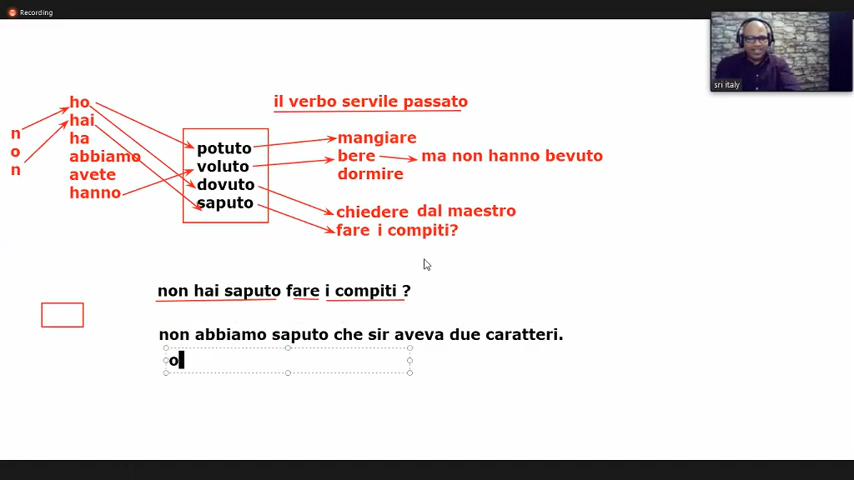 Recording
sri italy
il verbo servile passato
n
o
n
ho
hai
ha
abbiamo
avete
hanno
potuto
voluto
dovuto
saputo
mangiare
bere ma non hanno bevuto
dormire
chiedere dal maestro
fare i compiti?
non hai saputo fare i compiti ?
non abbiamo saputo che sir aveva due caratteri.
o